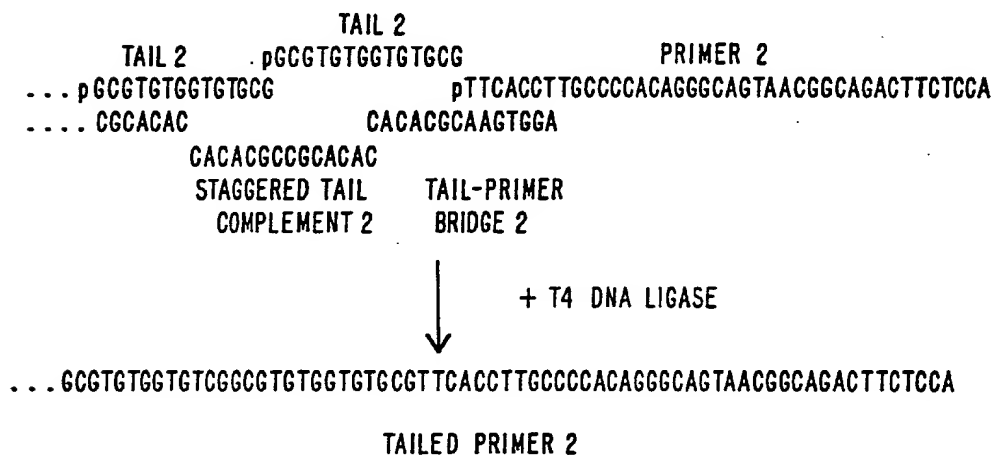 TAIL 2
TAIL 2 pGCGTGTGGTGTGCG PRIMER 2
...pGCGTGTGGTGTGCG pTTCACCTTGCCCCACAGGGCAGTAACGGCAGACTTCTCCA
....CGCACAC CACACGCAAGTGGA
CACACGCCGCACAC
STAGGERED TAIL TAIL-PRIMER
COMPLEMENT 2 BRIDGE 2
+ T4 DNA LIGASE
...GCGTGTGGTGTCGGCGTGTGGTGTGCGTTCACCTTGCCCCACAGGGCAGTAACGGCAGACTTCTCCA
TAILED PRIMER 2